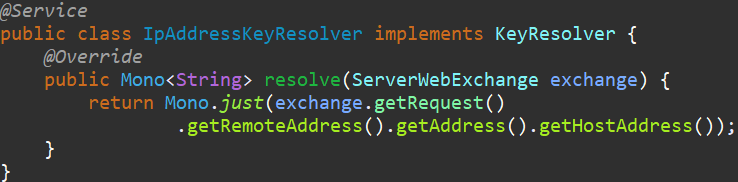 @Service
public class IpAddressKeyResolver implements KeyResolver {
    @Override
    public Mono<String> resolve(ServerWebExchange exchange) {
        return Mono.just(exchange.getRequest()
                .getRemoteAddress().getAddress().getHostAddress());
    }
}